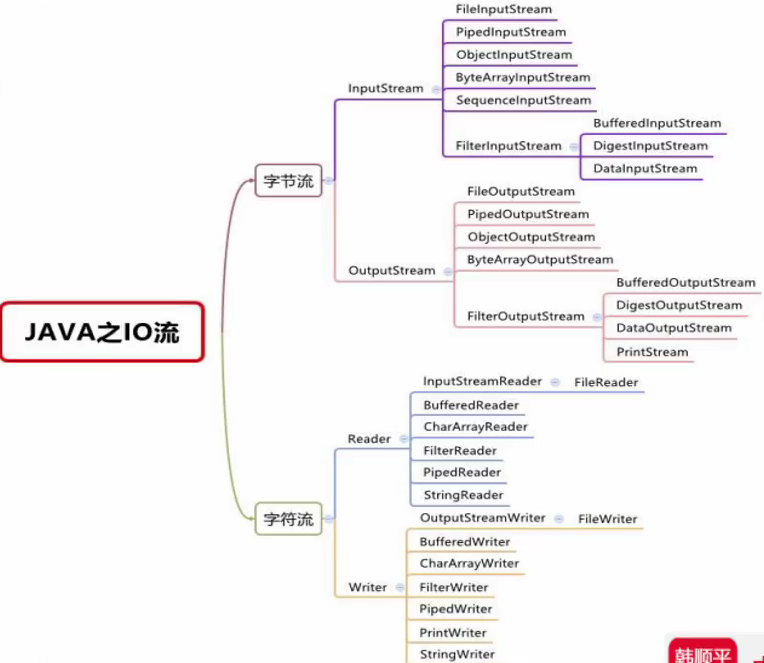 JAVA之IO流
字节流
InputStream
FileInputStream
PipedInputStream
ObjectInputStream
ByteArrayInputStream
SequenceInputStream
FilterInputStream
BufferedInputStream
DigestInputStream
DataInputStream
OutputStream
FileOutputStream
PipedOutputStream
ObjectOutputStream
ByteArrayOutputStream
FilterOutputStream
BufferedOutputStream
DigestOutputStream
DataOutputStream
PrintStream
字符流
Reader
InputStreamReader
FileReader
BufferedReader
CharArrayReader
FilterReader
PipedReader
StringReader
Writer
OutputStreamWriter
FileWriter
BufferedWriter
CharArrayWriter
FilterWriter
PipedWriter
PrintWriter
StringWriter
韩顺平